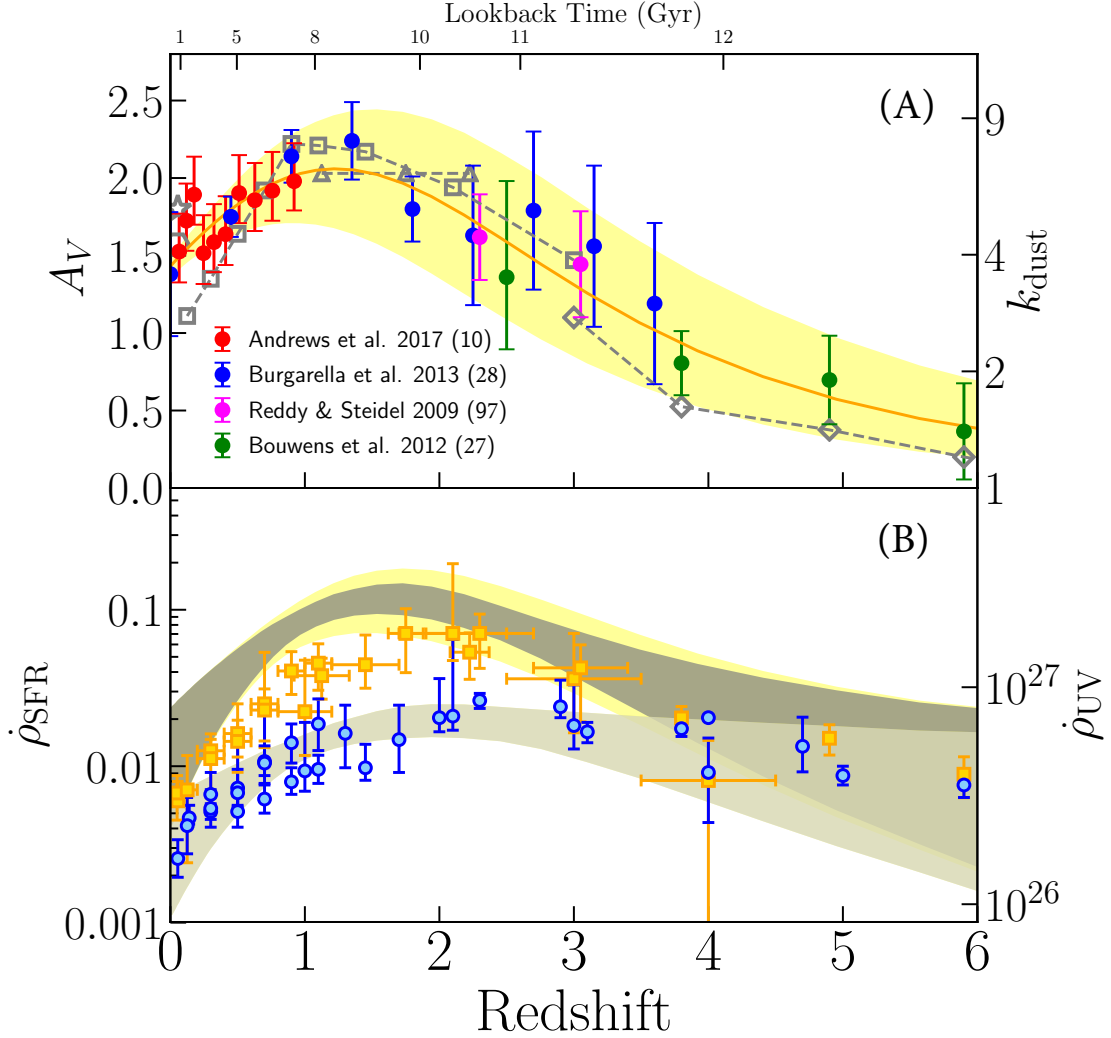 Lookback Time (Gyr)
1 5 8 10 11 12
(A)
2.5
2.0
1.5
1.0
0.5
0.0
A_V
9
4
2
1
k_dust
Andrews et al. 2017 (10)
Burgarella et al. 2013 (28)
Reddy & Steidel 2009 (97)
Bouwens et al. 2012 (27)
(B)
0.1
0.01
0.001
ρ̇_SFR
10^27
10^26
ρ̇_UV
0 1 2 3 4 5 6
Redshift